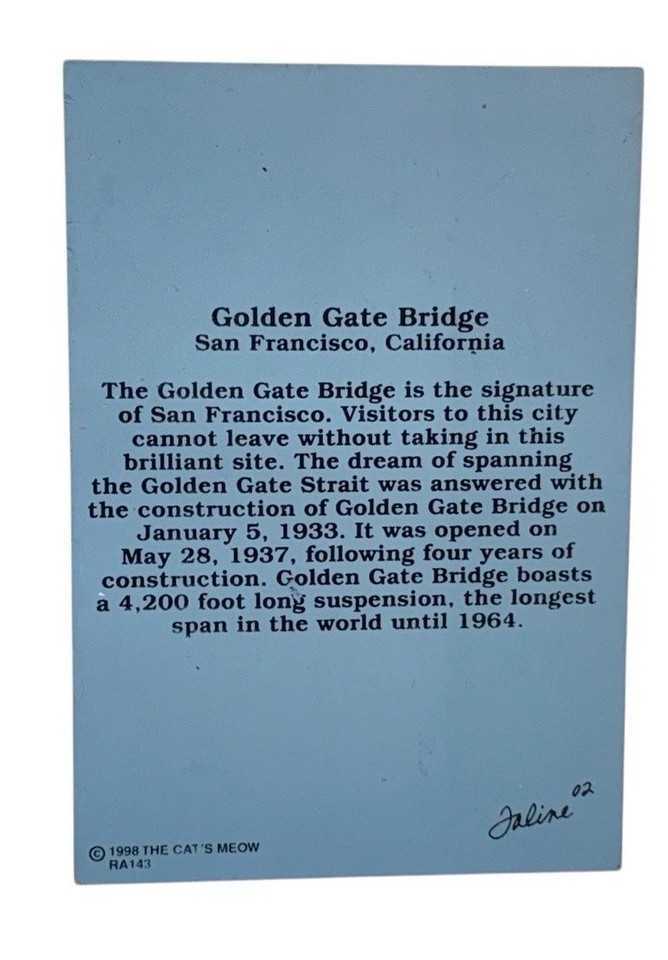 Golden Gate Bridge
San Francisco, California
The Golden Gate Bridge is the signature
of San Francisco. Visitors to this city
cannot leave without taking in this
brilliant site. The dream of spanning
the Golden Gate Strait was answered with
the construction of Golden Gate Bridge on
January 5, 1933. It was opened on
May 28, 1937, following four years of
construction. Golden Gate Bridge boasts
a 4,200 foot long suspension, the longest
span in the world until 1964.
Faline 02
© 1998 THE CAT'S MEOW
RA143